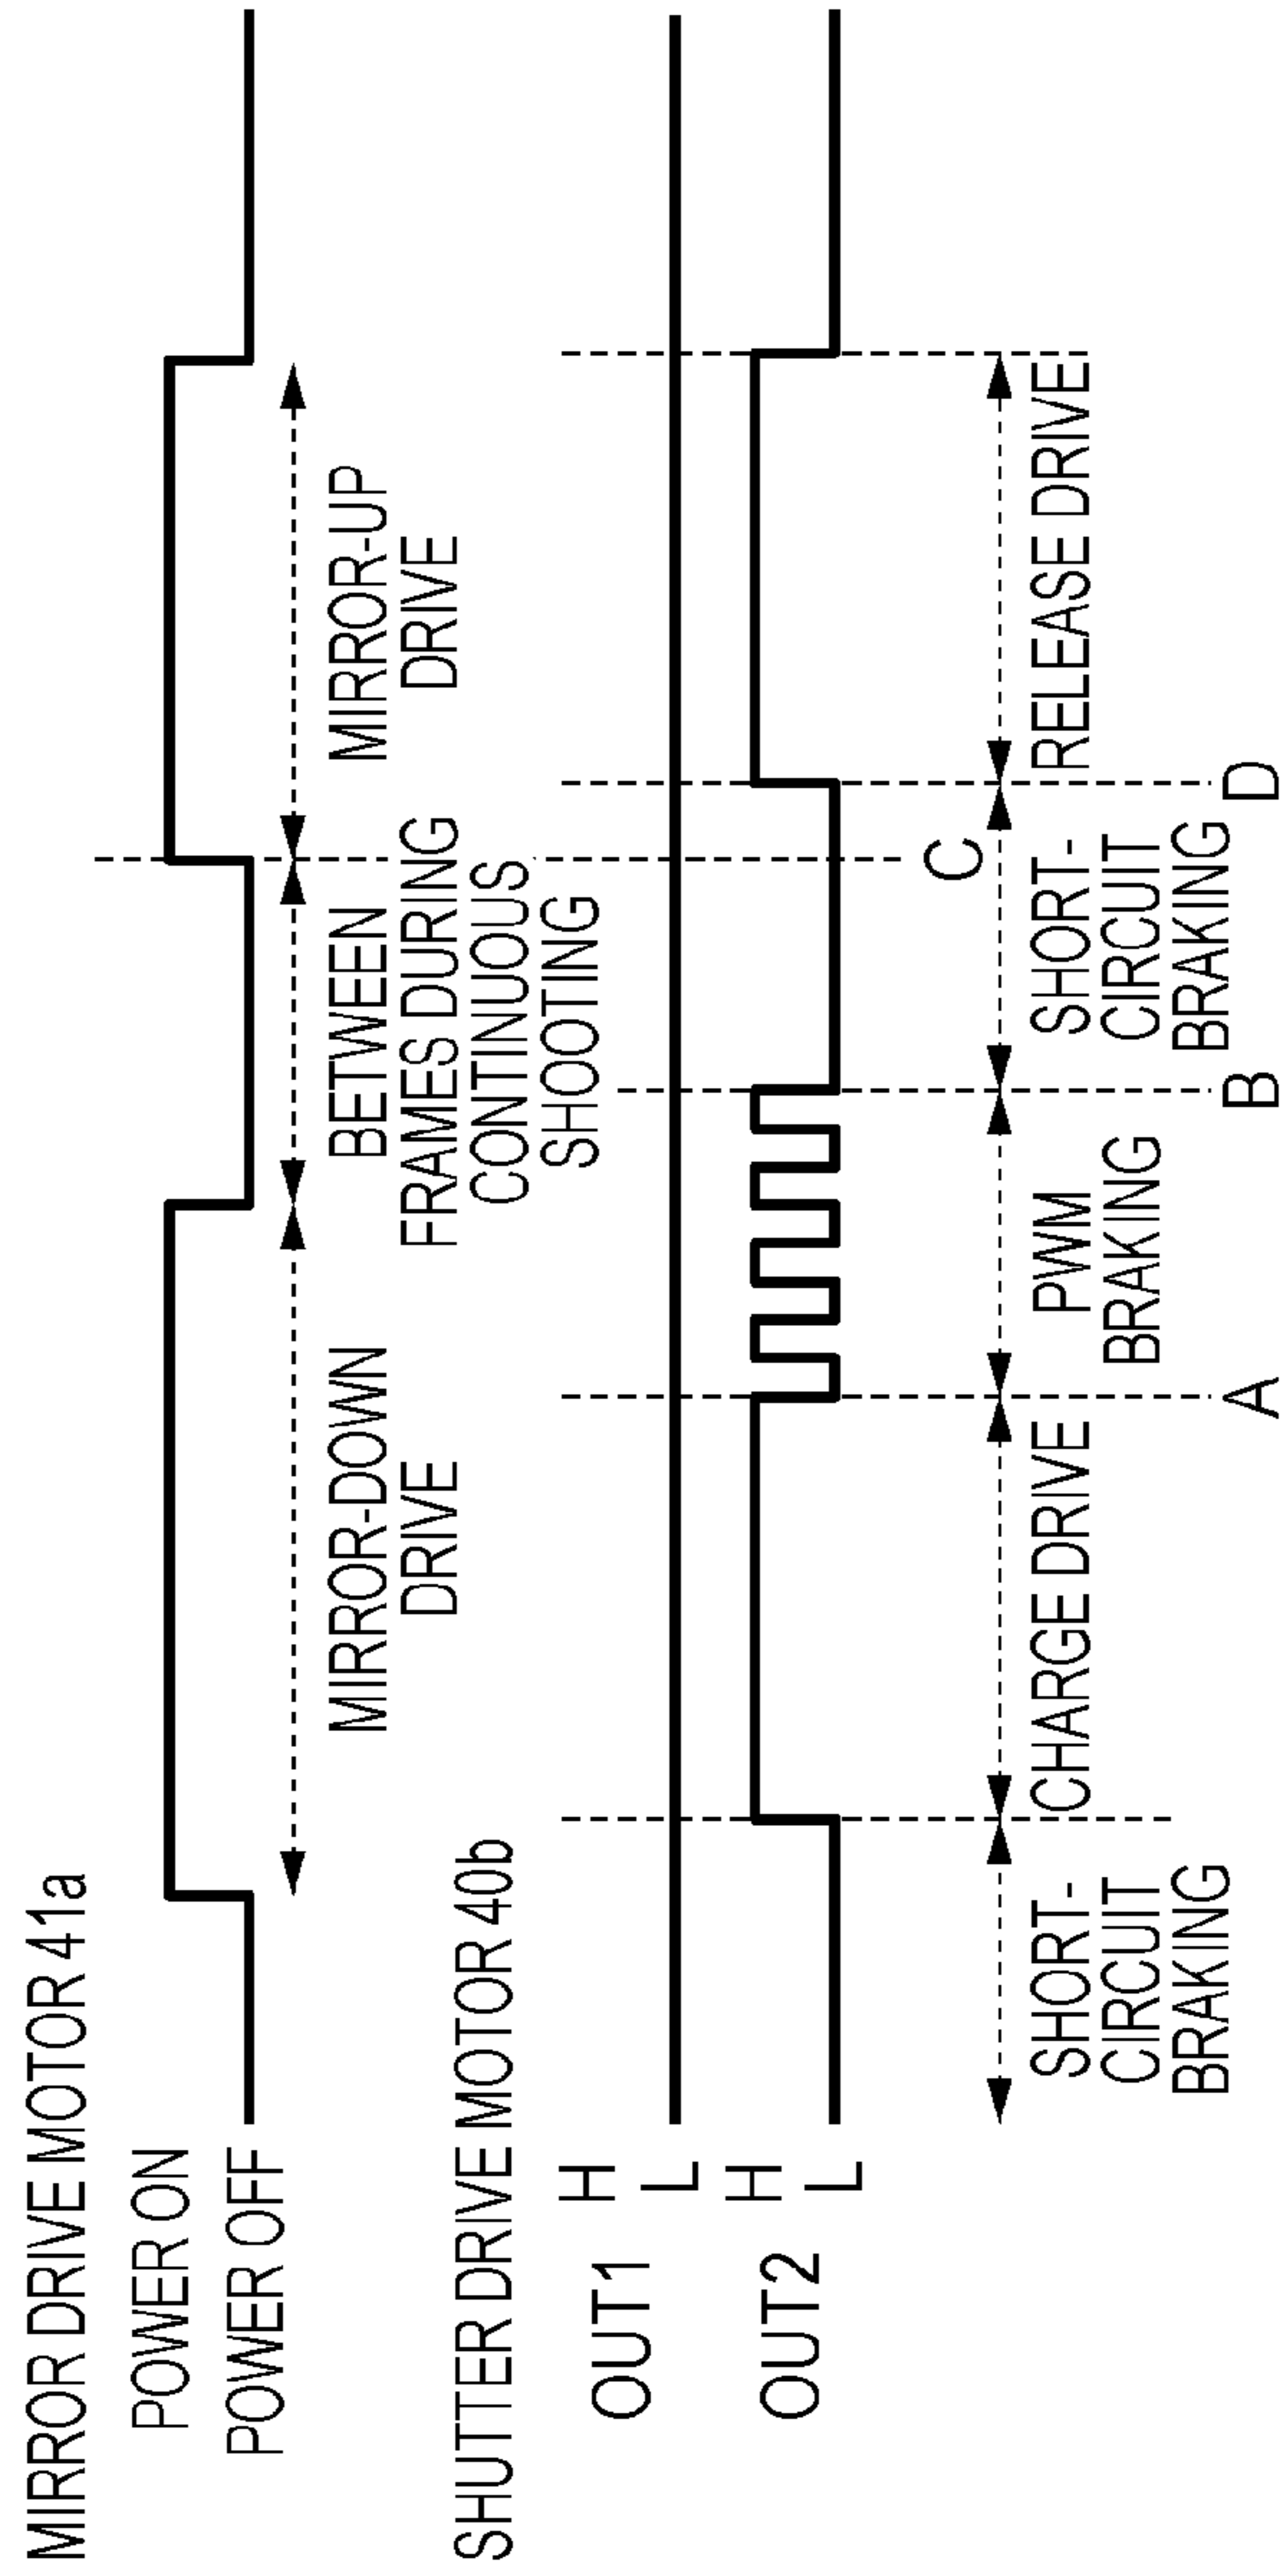 MIRROR DRIVE MOTOR 41a
POWER ON
POWER OFF
MIRROR-DOWN
DRIVE
BETWEEN
FRAMES DURING
CONTINUOUS
SHOOTING
MIRROR-UP
DRIVE
SHUTTER DRIVE MOTOR 40b
OUT1
H
L
OUT2
H
L
C
SHORT-
CIRCUIT
BRAKING
CHARGE DRIVE
PWM
BRAKING
SHORT-
CIRCUIT
BRAKING
RELEASE DRIVE
A
B
D